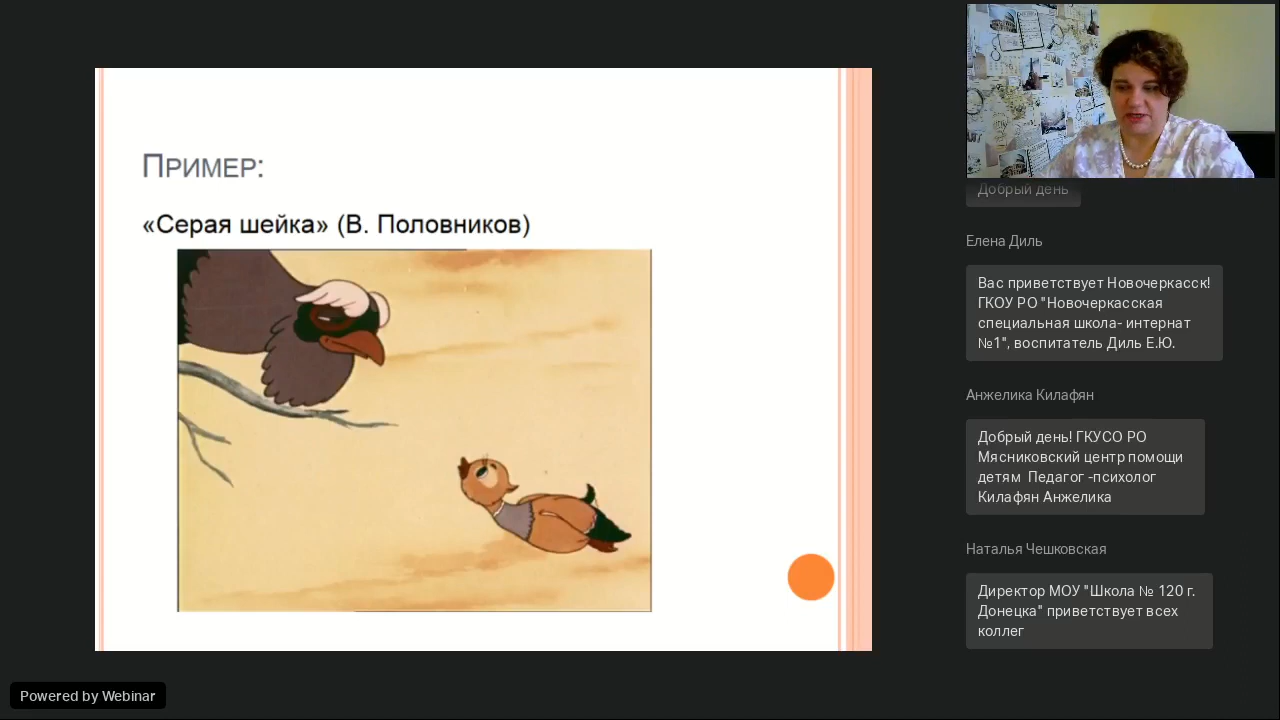 ПРИМЕР:
«Серая шейка» (В. Половников)
Добрый день
Елена Диль
Вас приветствует Новочеркасск!
ГКОУ РО "Новочеркасская
специальная школа- интернат
№1", воспитатель Диль Е.Ю.
Анжелика Килафян
Добрый день! ГКУСО РО
Мясниковский центр помощи
детям Педагог -психолог
Килафян Анжелика
Наталья Чешковская
Директор МОУ "Школа № 120 г.
Донецка" приветствует всех
коллег
Powered by Webinar